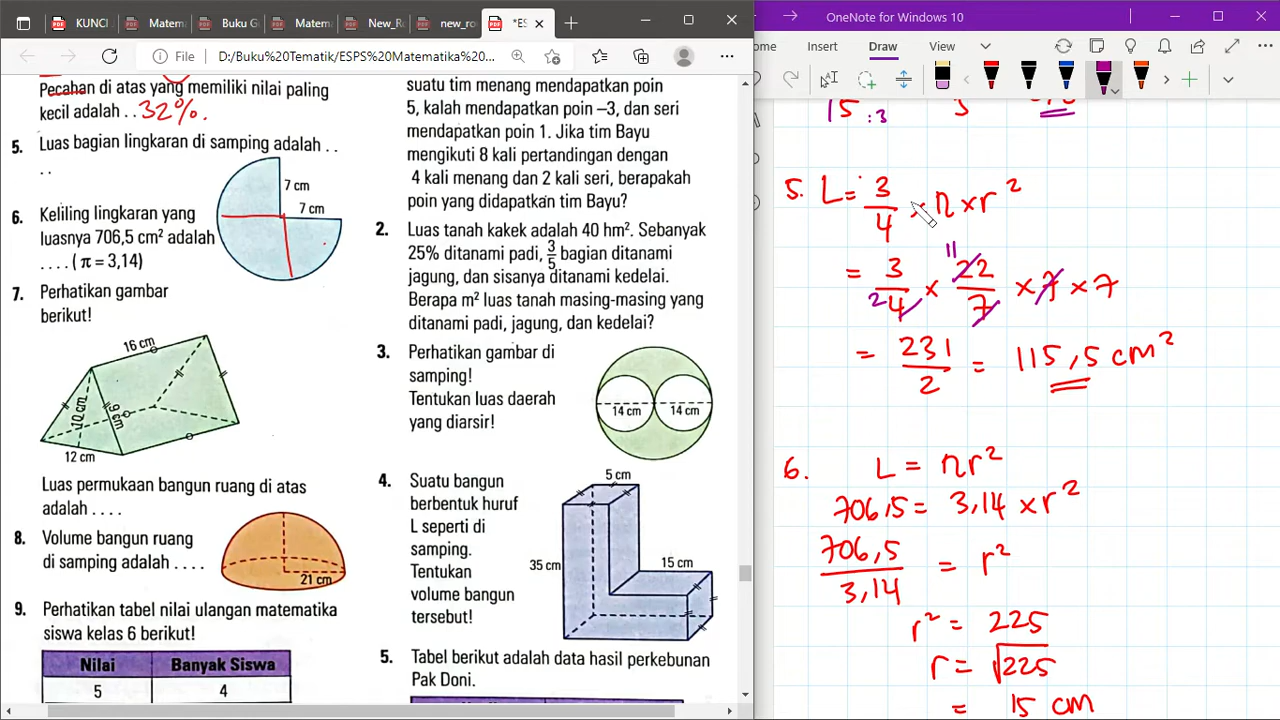 KUNCI
Matem
Buku G
Matem
New_R
new_ro
*ES
OneNote for Windows 10
File
D:/Buku%20Tematik/ESPS%20Matematika%20...
ome
Insert
Draw
View
Pecahan di atas yang memiliki nilai paling
kecil adalah . . 32%.
5. Luas bagian lingkaran di samping adalah . .
. .
7 cm
7 cm
6. Keliling lingkaran yang
luasnya 706,5 cm² adalah
. . . . ( π = 3,14)
7. Perhatikan gambar
berikut!
16 cm
10 cm
9 cm
12 cm
Luas permukaan bangun ruang di atas
adalah . . . .
8. Volume bangun ruang
di samping adalah . . . .
21 cm
9. Perhatikan tabel nilai ulangan matematika
siswa kelas 6 berikut!
Nilai Banyak Siswa
5 4
suatu tim menang mendapatkan poin
5, kalah mendapatkan poin –3, dan seri
mendapatkan poin 1. Jika tim Bayu
mengikuti 8 kali pertandingan dengan
4 kali menang dan 2 kali seri, berapakah
poin yang didapatkan tim Bayu?
2. Luas tanah kakek adalah 40 hm². Sebanyak
25% ditanami padi, 3/5 bagian ditanami
jagung, dan sisanya ditanami kedelai.
Berapa m² luas tanah masing-masing yang
ditanami padi, jagung, dan kedelai?
3. Perhatikan gambar di
samping!
Tentukan luas daerah
yang diarsir!
14 cm 14 cm
4. Suatu bangun
berbentuk huruf
L seperti di
samping.
Tentukan
volume bangun
tersebut!
5 cm
35 cm
15 cm
5. Tabel berikut adalah data hasil perkebunan
Pak Doni.
15 :3
5. L = 3/4 × π × r²
= 3/4 × 22/7 × 7 × 7
2 11
= 231/2 = 115,5 cm²
6. L = πr²
706,5 = 3,14 × r²
706,5/3,14 = r²
r² = 225
r = √225
= 15 cm